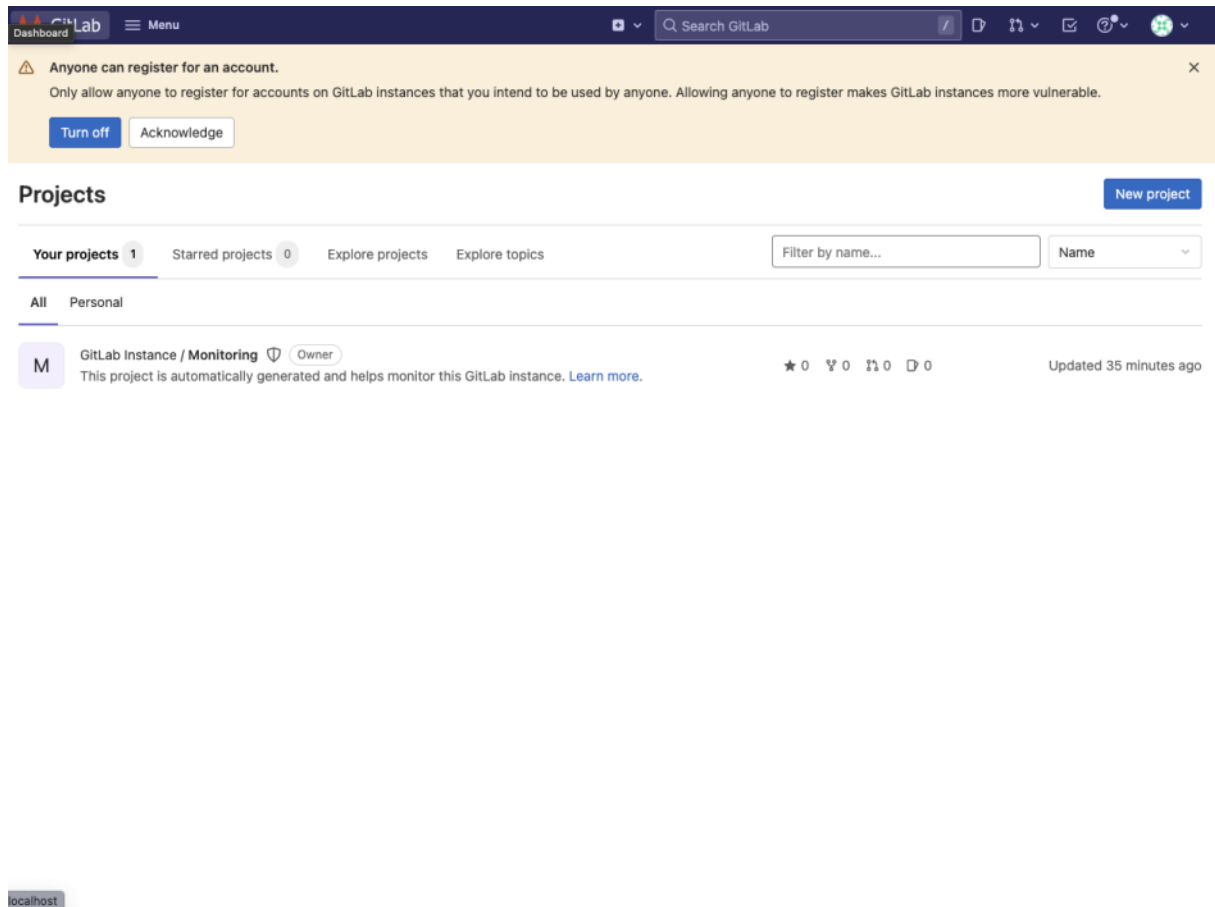 GitLab
Menu
Search GitLab
/
Dashboard
Anyone can register for an account.
Only allow anyone to register for accounts on GitLab instances that you intend to be used by anyone. Allowing anyone to register makes GitLab instances more vulnerable.
Turn off
Acknowledge
Projects
New project
Your projects 1
Starred projects 0
Explore projects
Explore topics
Filter by name...
Name
All
Personal
M
GitLab Instance / Monitoring
Owner
This project is automatically generated and helps monitor this GitLab instance. Learn more.
0
0
0
0
Updated 35 minutes ago
localhost